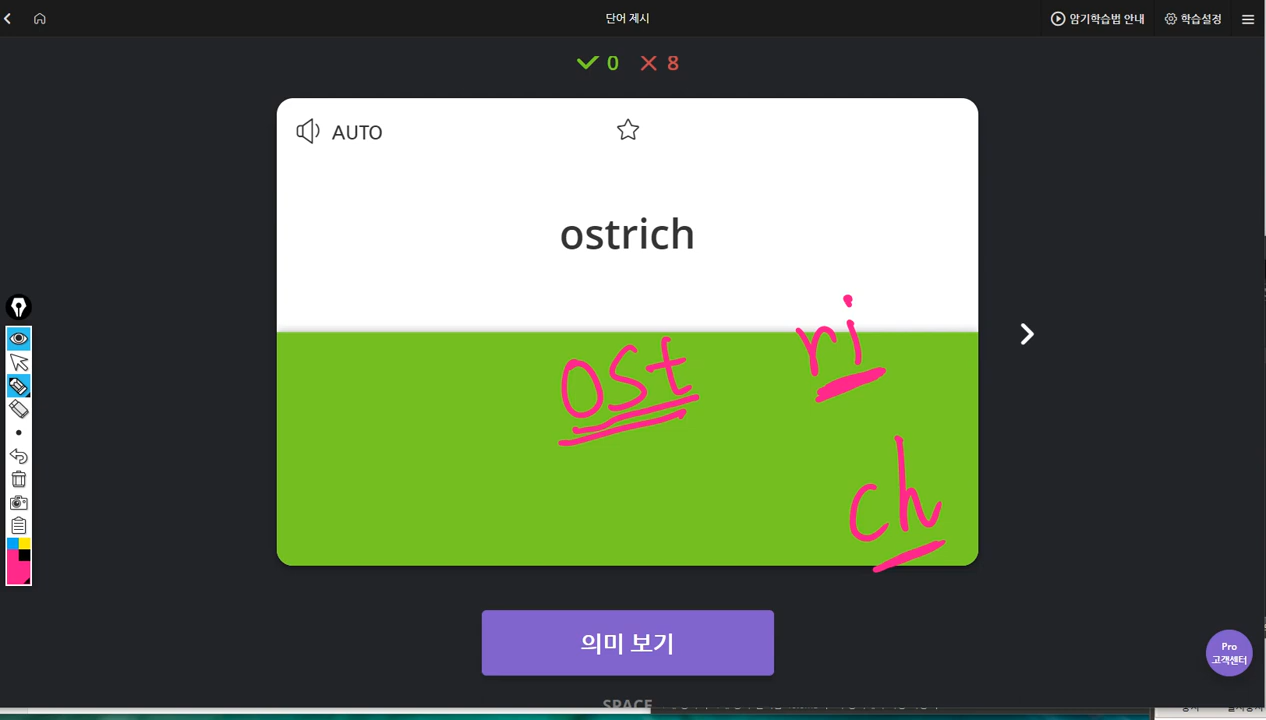 단어 제시
암기학습법 안내
학습설정
0 8
AUTO
ostrich
ri
ost
ch
의미 보기
Pro
고객센터
SPACE